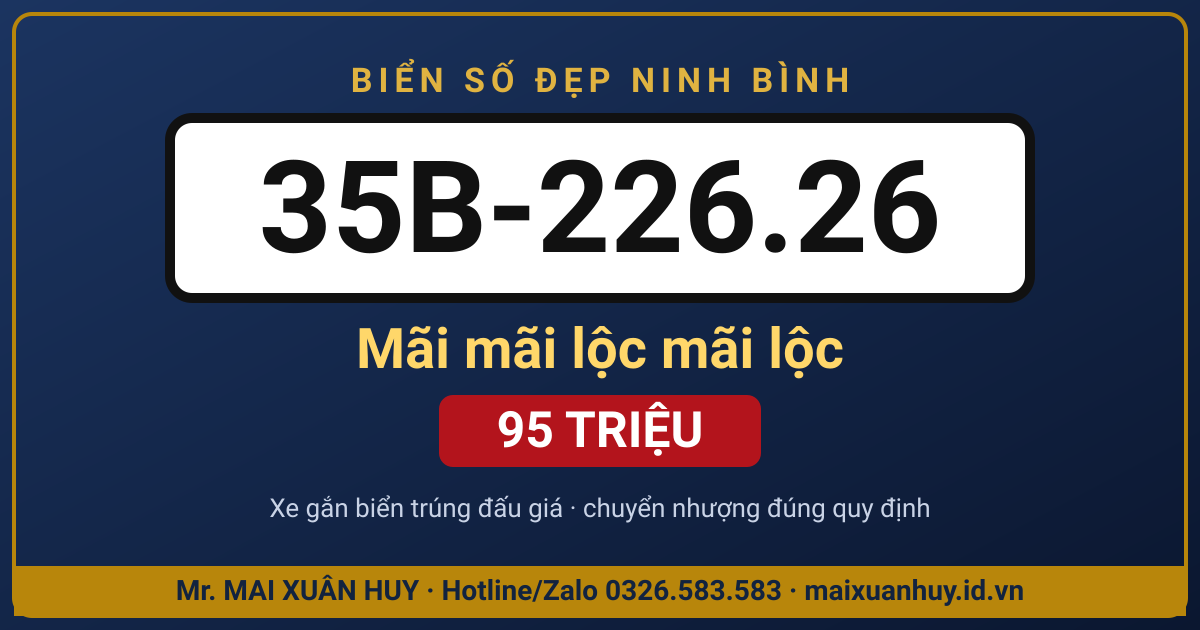 BIỂN SỐ ĐẸP NINH BÌNH
35B-226.26
Mãi mãi lộc mãi lộc
95 TRIỆU
Xe gắn biển trúng đấu giá · chuyển nhượng đúng quy định
Mr. MAI XUÂN HUY · Hotline/Zalo 0326.583.583 · maixuanhuy.id.vn